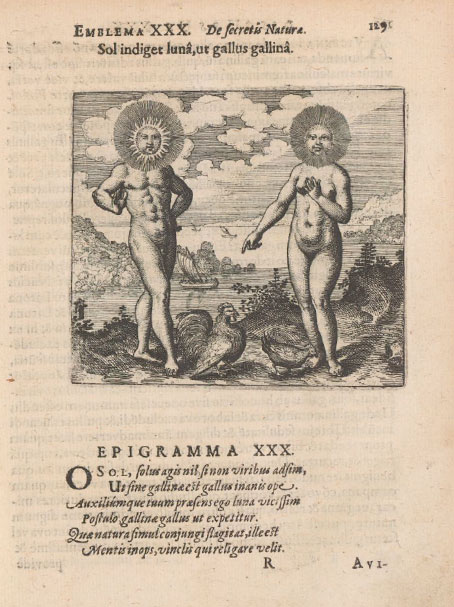 EMBLEMA XXX. De secretis Naturæ. 129
Sol indiget lunâ, ut gallus gallinâ.
EPIGRAMMA XXX.
O SOL, solus agis nil, si non viribus adsim,
Ut sine gallinæ est gallus inanis ope.
Auxiliúmque tuum præsens ego luna vicissim
Postulo, gallinæ gallus ut expetitur.
Quæ natura simul conjungi flagitat, ille est
Mentis inops, vinclis qui religare velit.
R AVI-